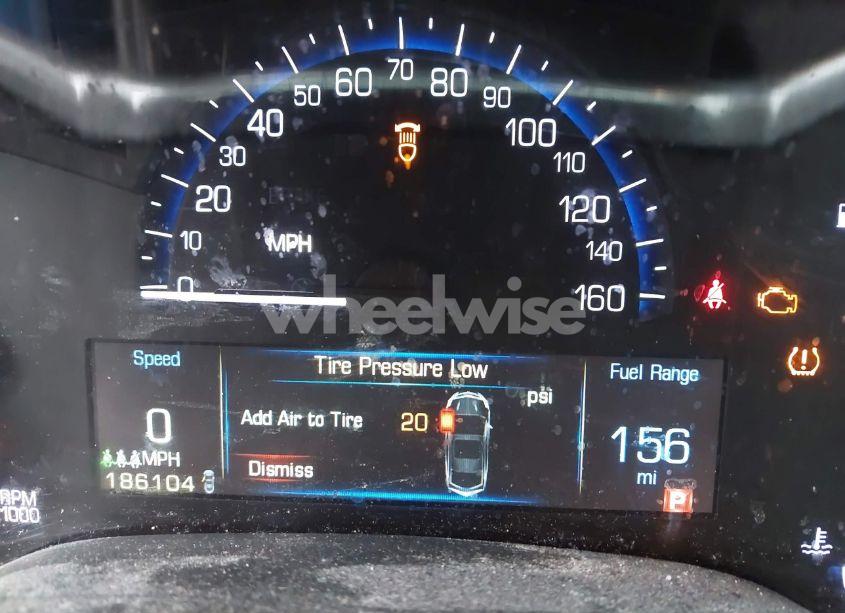 70
60
80
50
90
40
100
30
110
20
120
10
MPH
140
0
160
wheelwise
Speed
Tire Pressure Low
Fuel Range
psi
Add Air to Tire 20
0
156
MPH
mi
Dismiss
186104
P
RPM
1000